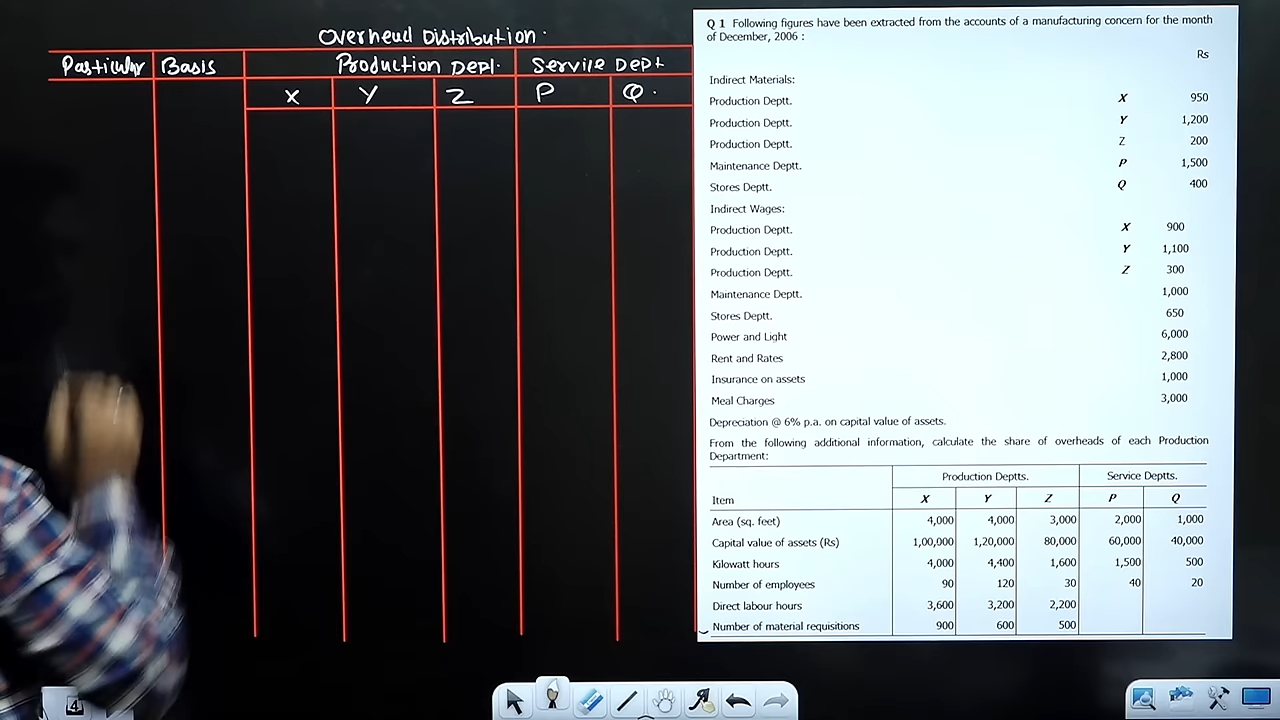 Overhead Distribution.
Particular Basis Production Dept. Service Dept
X Y Z P Q.
Q 1 Following figures have been extracted from the accounts of a manufacturing concern for the month
of December, 2006 :
Rs
Indirect Materials:
Production Deptt. X 950
Production Deptt. Y 1,200
Production Deptt. Z 200
Maintenance Deptt. P 1,500
Stores Deptt. Q 400
Indirect Wages:
Production Deptt. X 900
Production Deptt. Y 1,100
Production Deptt. Z 300
Maintenance Deptt. 1,000
Stores Deptt. 650
Power and Light 6,000
Rent and Rates 2,800
Insurance on assets 1,000
Meal Charges 3,000
Depreciation @ 6% p.a. on capital value of assets.
From the following additional information, calculate the share of overheads of each Production
Department:
Production Deptts. Service Deptts.
Item X Y Z P Q
Area (sq. feet) 4,000 4,000 3,000 2,000 1,000
Capital value of assets (Rs) 1,00,000 1,20,000 80,000 60,000 40,000
Kilowatt hours 4,000 4,400 1,600 1,500 500
Number of employees 90 120 30 40 20
Direct labour hours 3,600 3,200 2,200
Number of material requisitions 900 600 500
4